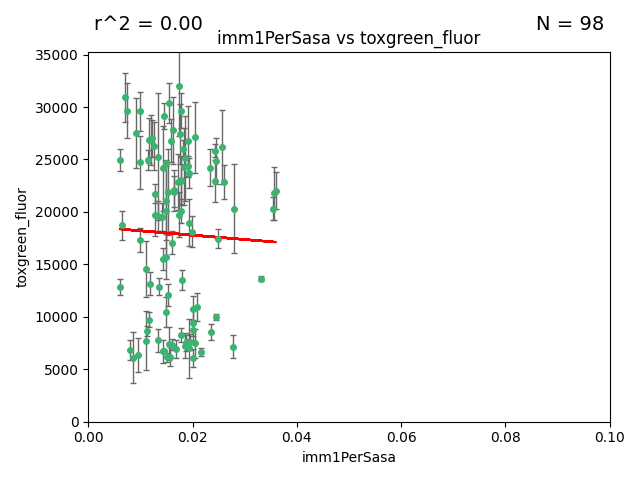 r^2 = 0.00
N = 98
imm1PerSasa vs toxgreen_fluor
35000
30000
25000
20000
15000
10000
5000
0
toxgreen_fluor
0.00
0.02
0.04
0.06
0.08
0.10
imm1PerSasa